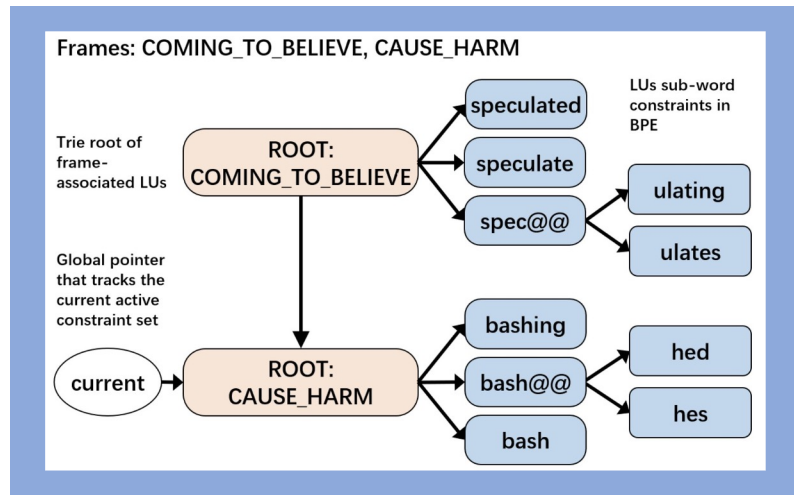 Frames: COMING_TO_BELIEVE, CAUSE_HARM
Trie root of
frame-
associated LUs
ROOT:
COMING_TO_BELIEVE
speculated
speculate
spec@@
LUs sub-word
constraints in
BPE
ulating
ulates
Global pointer
that tracks the
current active
constraint set
current
ROOT:
CAUSE_HARM
bashing
bash@@
bash
hed
hes